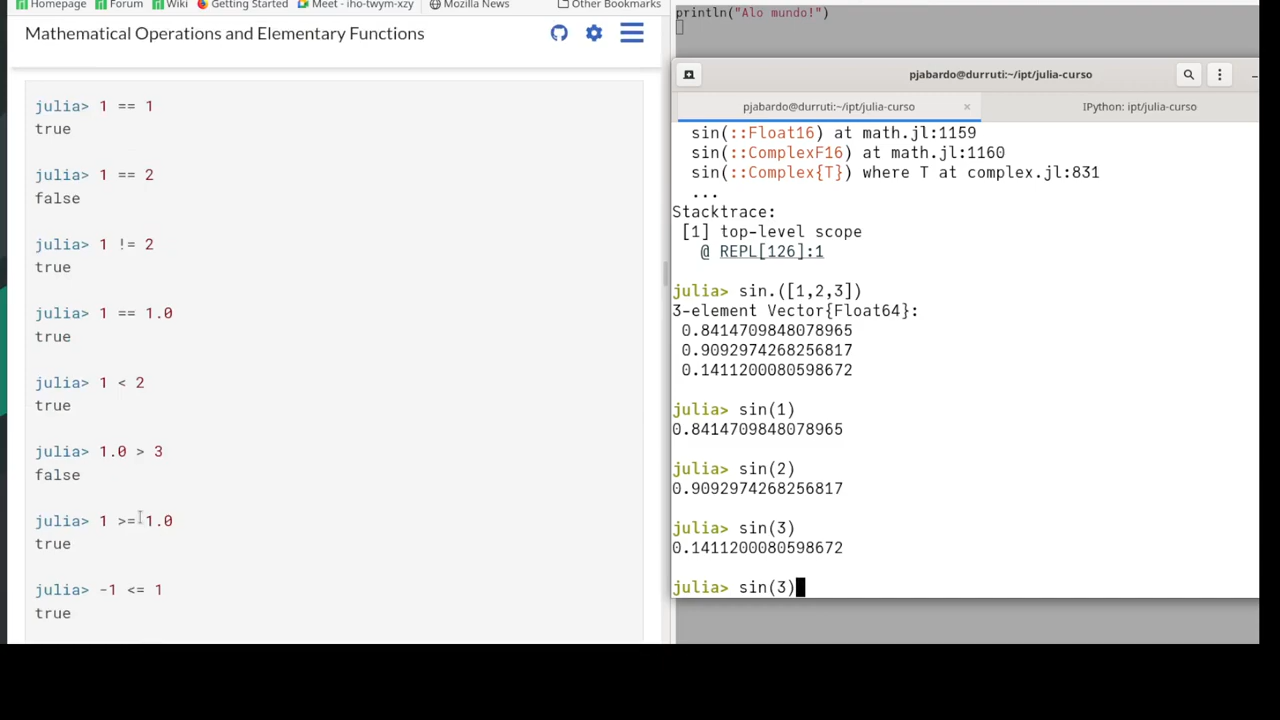 Homepage Forum Wiki Getting Started Meet - iho-twym-xzy Mozilla News Other Bookmarks
Mathematical Operations and Elementary Functions
julia> 1 == 1
true
julia> 1 == 2
false
julia> 1 != 2
true
julia> 1 == 1.0
true
julia> 1 < 2
true
julia> 1.0 > 3
false
julia> 1 >= 1.0
true
julia> -1 <= 1
true
println("Alo mundo!")
pjabardo@durruti:~/ipt/julia-curso
pjabardo@durruti:~/ipt/julia-curso × IPython: ipt/julia-curso
sin(::Float16) at math.jl:1159
sin(::ComplexF16) at math.jl:1160
sin(::Complex{T}) where T at complex.jl:831
...
Stacktrace:
[1] top-level scope
@ REPL[126]:1
julia> sin.([1,2,3])
3-element Vector{Float64}:
0.8414709848078965
0.9092974268256817
0.1411200080598672
julia> sin(1)
0.8414709848078965
julia> sin(2)
0.9092974268256817
julia> sin(3)
0.1411200080598672
julia> sin(3)